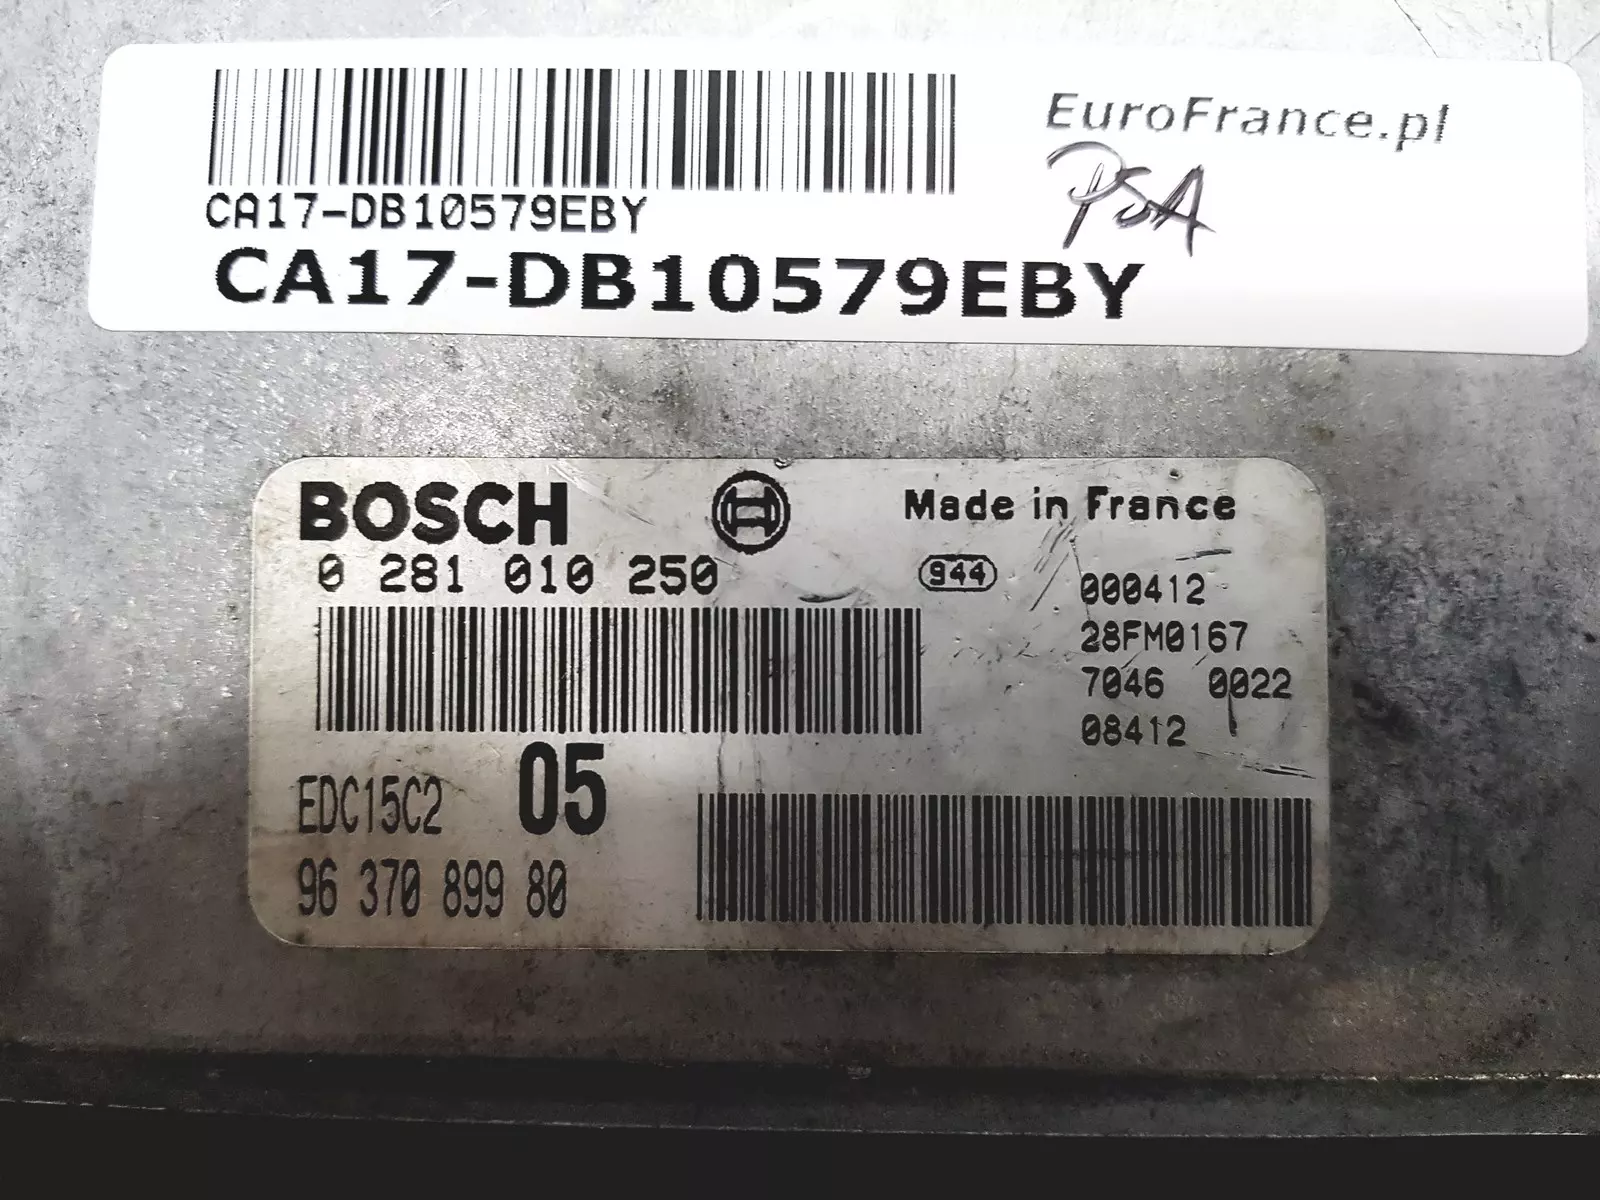 EuroFrance.pl
PSA
CA17-DB10579EBY
CA17-DB10579EBY
BOSCH
Made in France
0 281 010 250
944
000412
28FM0167
7046 0022
08412
EDC15C2 05
96 370 899 80